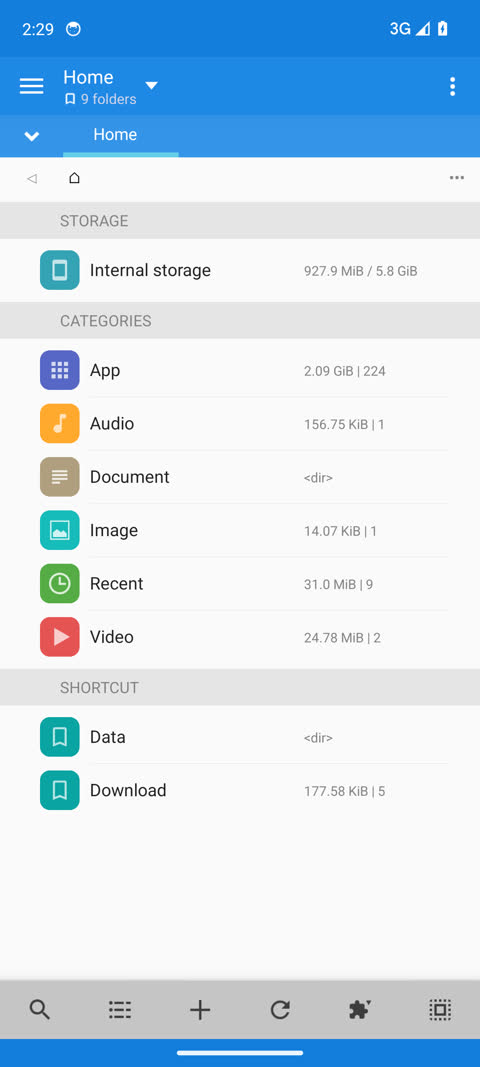 2:29
3G
Home
9 folders
Home
STORAGE
Internal storage
927.9 MiB / 5.8 GiB
CATEGORIES
App
2.09 GiB | 224
Audio
156.75 KiB | 1
Document
<dir>
Image
14.07 KiB | 1
Recent
31.0 MiB | 9
Video
24.78 MiB | 2
SHORTCUT
Data
<dir>
Download
177.58 KiB | 5